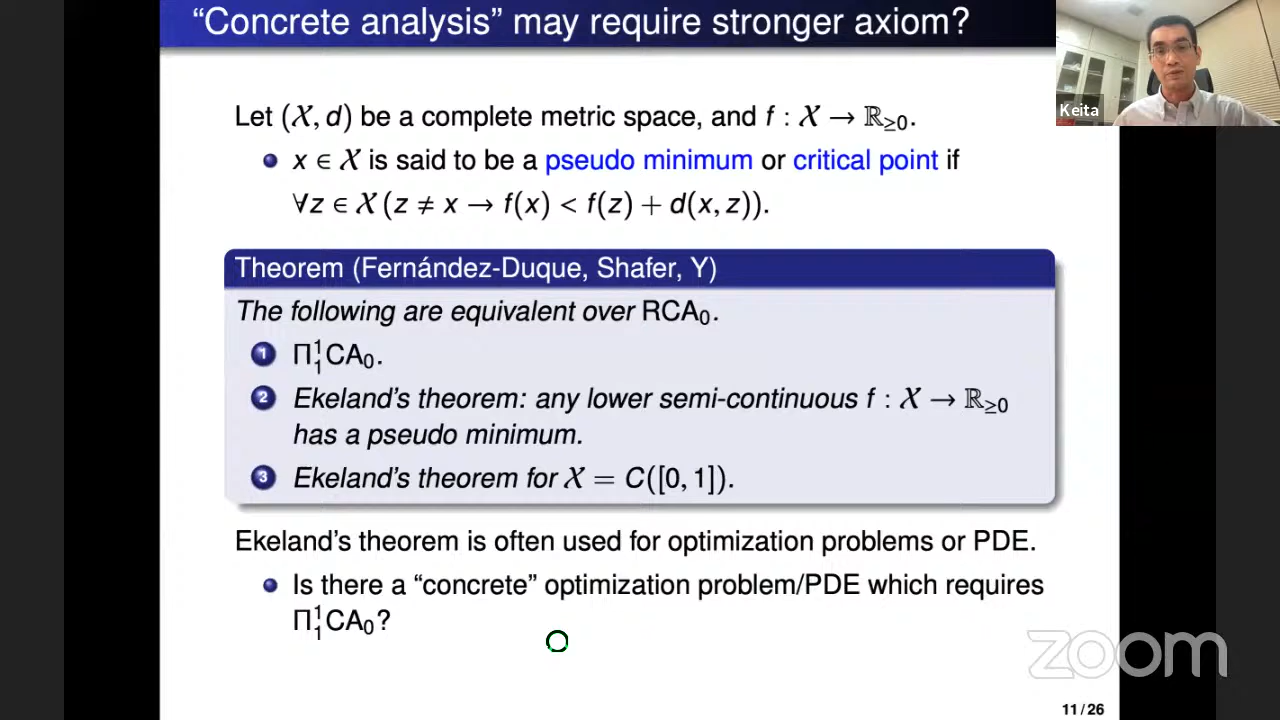 “Concrete analysis” may require stronger axiom?
Keita
Let (𝒳, d) be a complete metric space, and f : 𝒳 → ℝ≥0.
x ∈ 𝒳 is said to be a pseudo minimum or critical point if
∀z ∈ 𝒳 (z ≠ x → f(x) < f(z) + d(x, z)).
Theorem (Fernández-Duque, Shafer, Y)
The following are equivalent over RCA₀.
1 Π¹₁CA₀.
2 Ekeland’s theorem: any lower semi-continuous f : 𝒳 → ℝ≥0
has a pseudo minimum.
3 Ekeland’s theorem for 𝒳 = C([0, 1]).
Ekeland’s theorem is often used for optimization problems or PDE.
Is there a “concrete” optimization problem/PDE which requires
Π¹₁CA₀?
zoom
11 / 26